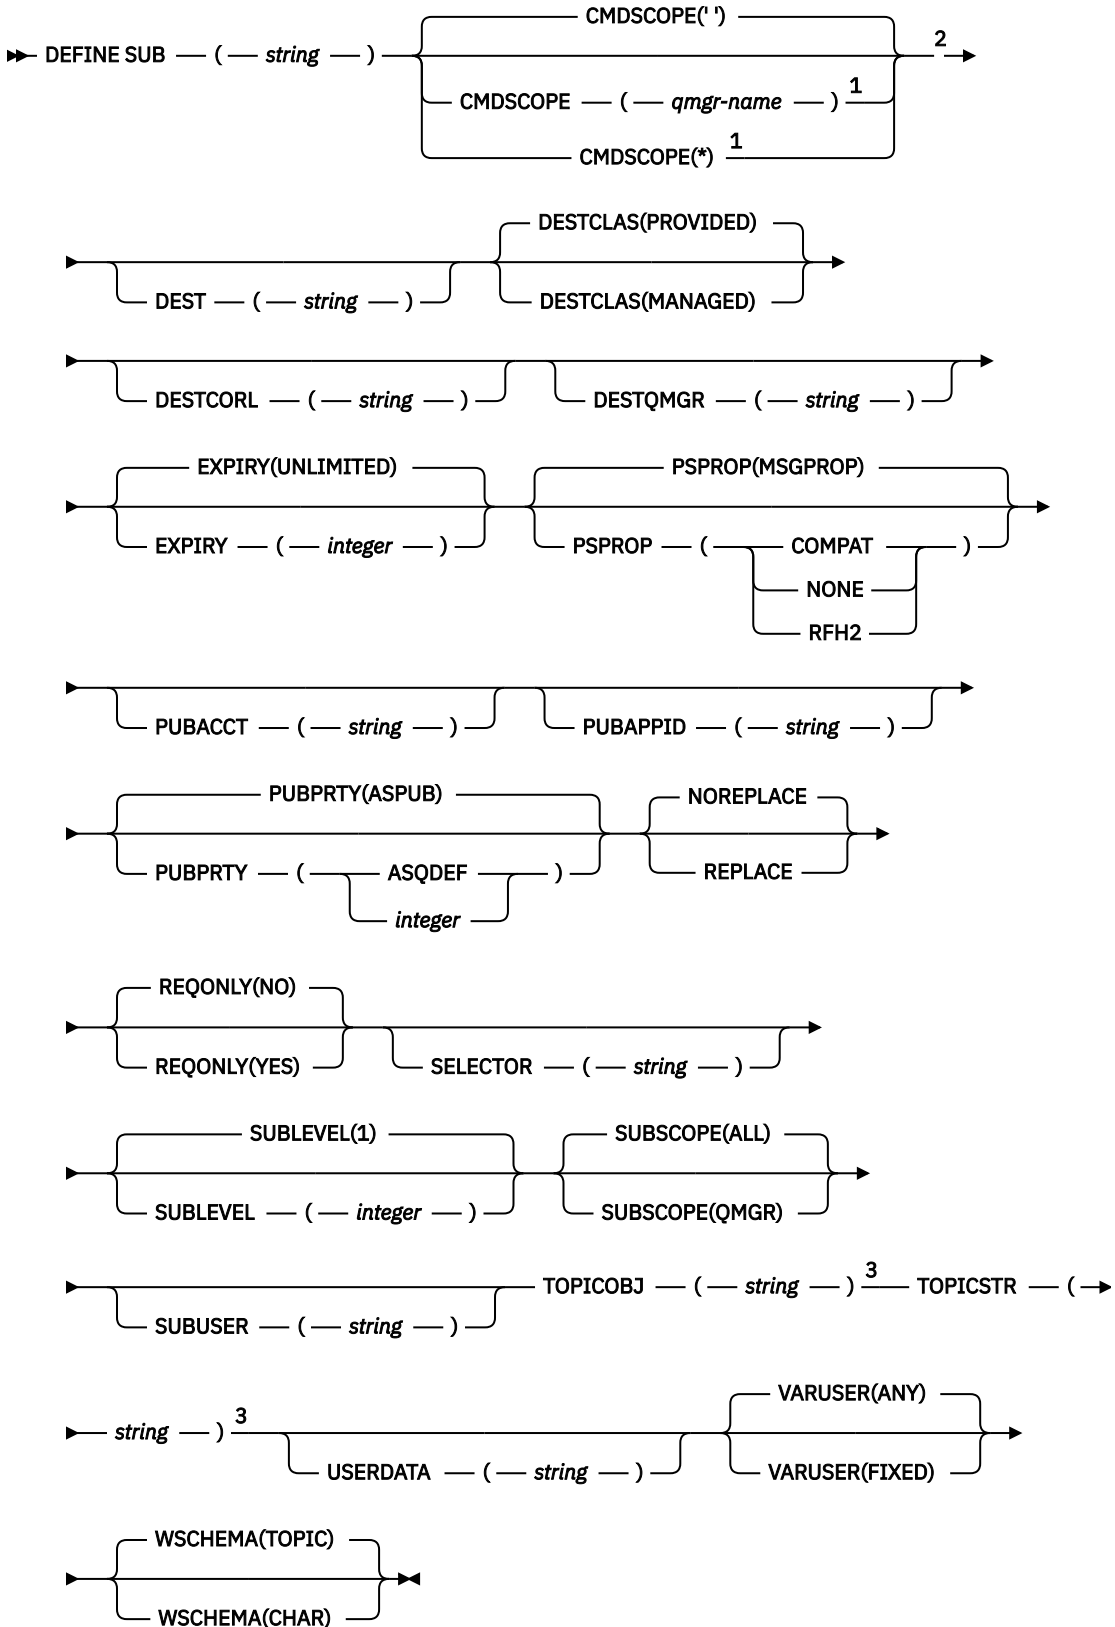 CMDSCOPE(' ')
DEFINE SUB ( string ) 2
CMDSCOPE ( qmgr-name ) 1
CMDSCOPE(*) 1
DESTCLAS(PROVIDED)
DEST ( string ) DESTCLAS(MANAGED)
DESTCORL ( string ) DESTQMGR ( string )
EXPIRY(UNLIMITED) PSPROP(MSGPROP)
EXPIRY ( integer ) PSPROP ( COMPAT )
NONE
RFH2
PUBACCT ( string ) PUBAPPID ( string )
PUBPRTY(ASPUB) NOREPLACE
PUBPRTY ( ASQDEF ) REPLACE
integer
REQONLY(NO)
REQONLY(YES) SELECTOR ( string )
SUBLEVEL(1) SUBSCOPE(ALL)
SUBLEVEL ( integer ) SUBSCOPE(QMGR)
TOPICOBJ ( string ) 3 TOPICSTR (
SUBUSER ( string )
VARUSER(ANY)
string ) 3
USERDATA ( string ) VARUSER(FIXED)
WSCHEMA(TOPIC)
WSCHEMA(CHAR)